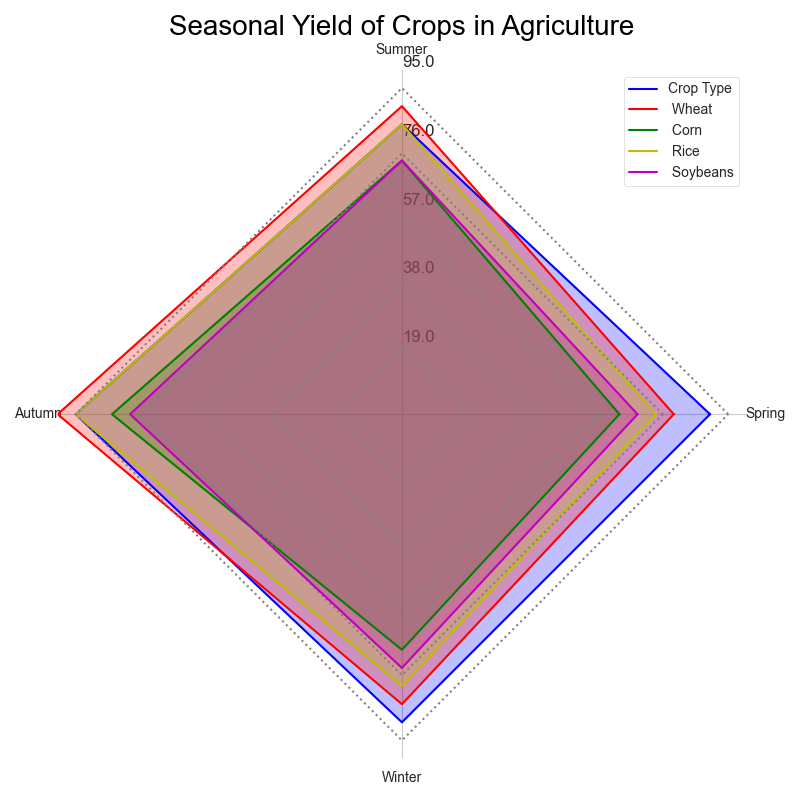 Seasonal Yield of Crops in Agriculture
Summer
95.0
76.0
57.0
38.0
19.0
Crop Type
Wheat
Corn
Rice
Soybeans
Autumn
Spring
Winter